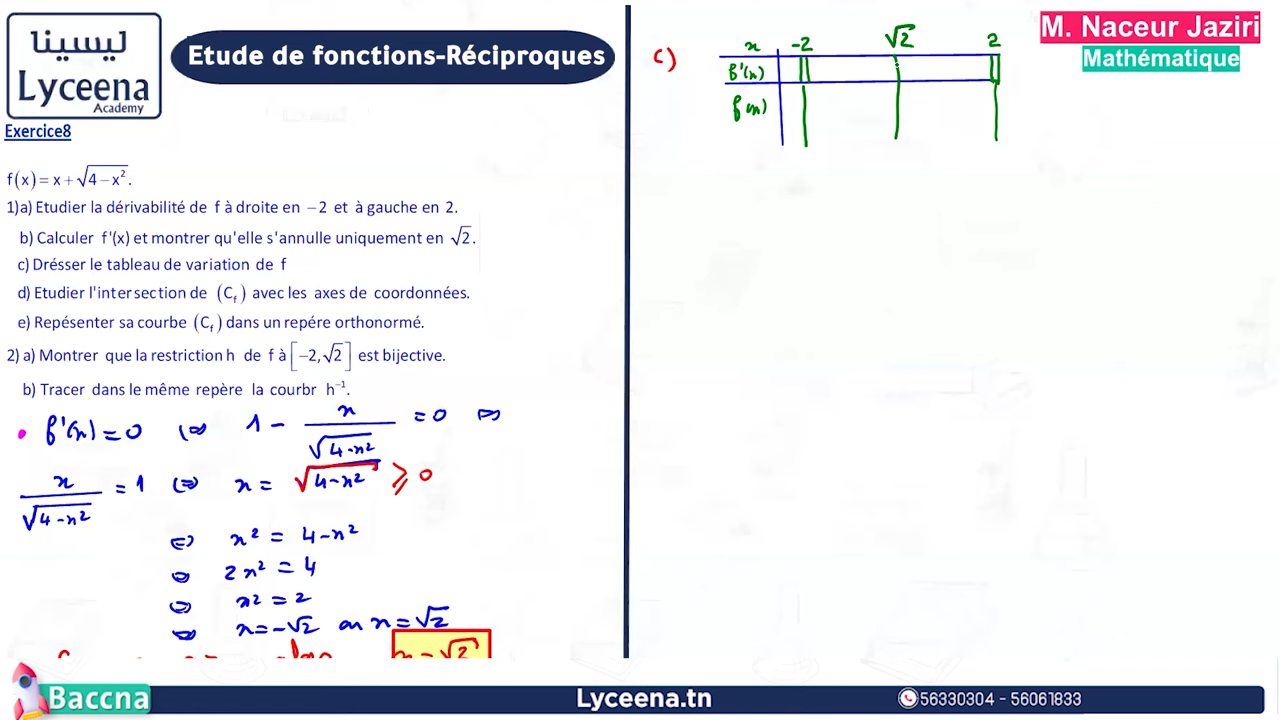 ليسينا
Lyceena
Academy
Etude de fonctions-Réciproques
Exercice8
f(x) = x + √(4 − x²).
1)a) Etudier la dérivabilité de f à droite en −2 et à gauche en 2.
b) Calculer f'(x) et montrer qu'elle s'annulle uniquement en √2.
c) Drésser le tableau de variation de f
d) Etudier l'intersection de (Cf) avec les axes de coordonnées.
e) Repésenter sa courbe (Cf) dans un repére orthonormé.
2) a) Montrer que la restriction h de f à [−2,√2] est bijective.
b) Tracer dans le même repère la courbr h⁻¹.
• f'(x) = 0 ⇔ 1 − x/√(4−x²) = 0 ⇔
x/√(4−x²) = 1 ⇔ x = √(4−x²) ⩾ 0
⇔ x² = 4−x²
⇔ 2x² = 4
⇔ x² = 2
⇔ x = −√2 ou x = √2
x = √2
c) x −2 √2 2
f'(x)
f(x)
M. Naceur Jaziri
Mathématique
Baccna
Lyceena.tn
56330304 - 56061833